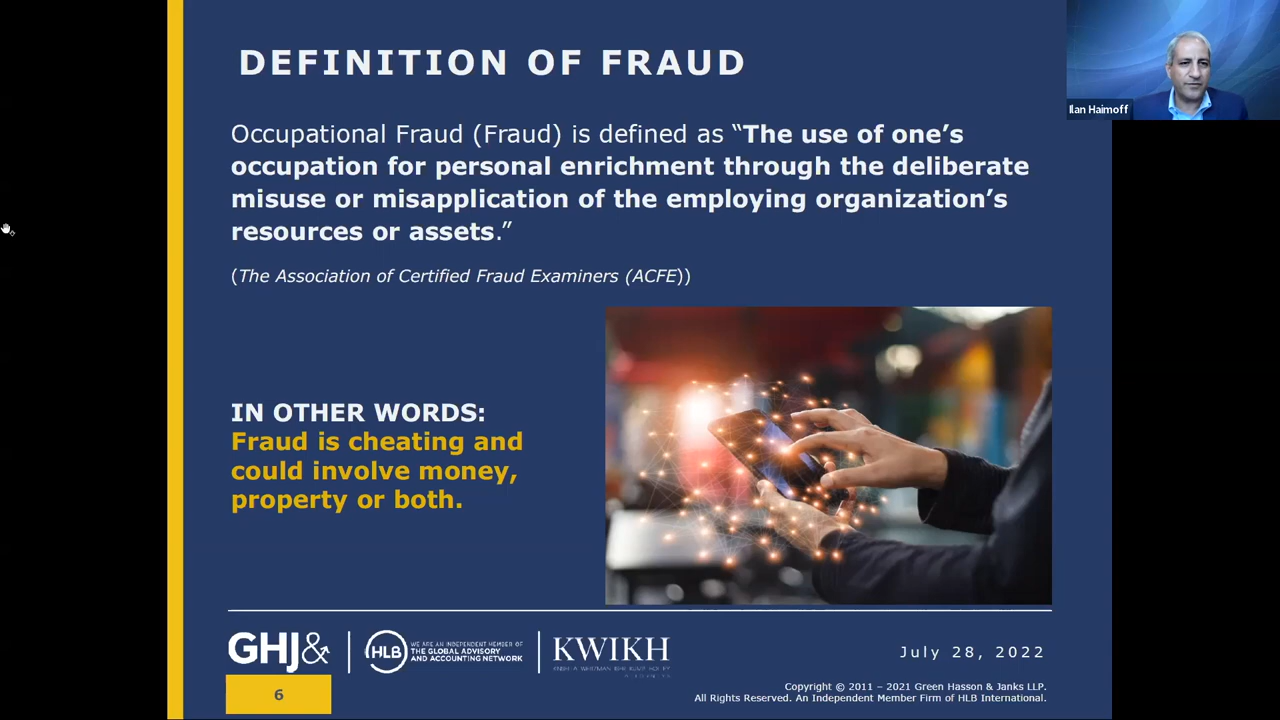 DEFINITION OF FRAUD
Ilan Haimoff
Occupational Fraud (Fraud) is defined as “The use of one’s
occupation for personal enrichment through the deliberate
misuse or misapplication of the employing organization’s
resources or assets.”
(The Association of Certified Fraud Examiners (ACFE))
IN OTHER WORDS:
Fraud is cheating and
could involve money,
property or both.
GHJ&
HLB
WE ARE AN INDEPENDENT MEMBER OF
THE GLOBAL ADVISORY
AND ACCOUNTING NETWORK
KWIKH
July 28, 2022
6
Copyright © 2011 – 2021 Green Hasson & Janks LLP.
All Rights Reserved. An Independent Member Firm of HLB International.